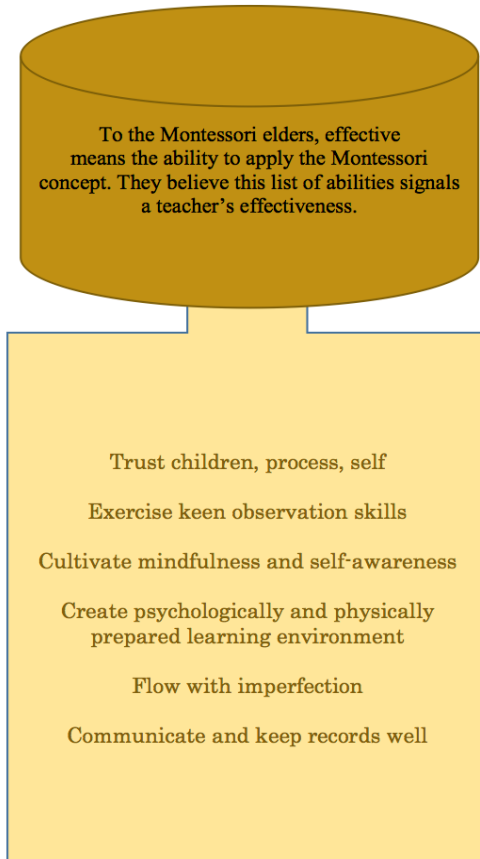 To the Montessori elders, effective
means the ability to apply the Montessori
concept. They believe this list of abilities signals
a teacher’s effectiveness.
Trust children, process, self
Exercise keen observation skills
Cultivate mindfulness and self-awareness
Create psychologically and physically
prepared learning environment
Flow with imperfection
Communicate and keep records well